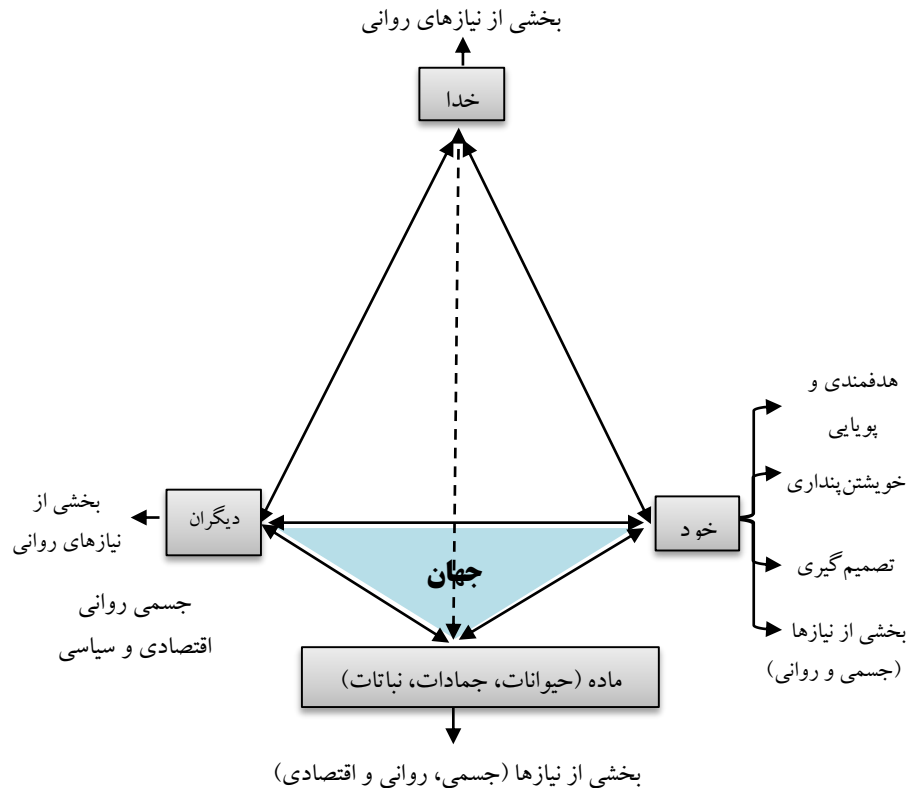 بخشی از نیازهای روانی
خدا
هدفمندی و
پویایی
خویشتن‌پنداری
تصمیم‌گیری
بخشی از نیازها
(جسمی و روانی)
خود
دیگران
بخشی از
نیازهای روانی
جسمی روانی
اقتصادی و سیاسی
جهان
ماده (حیوانات، جمادات، نباتات)
بخشی از نیازها (جسمی، روانی و اقتصادی)